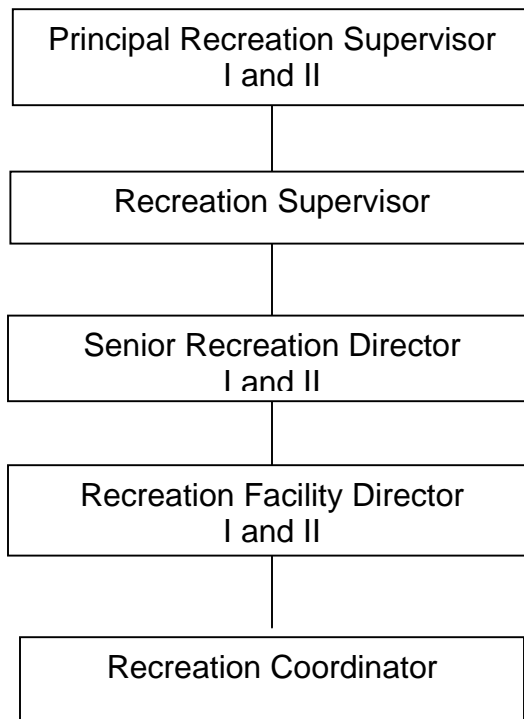 Principal Recreation Supervisor
I and II
Recreation Supervisor
Senior Recreation Director
I and II
Recreation Facility Director
I and II
Recreation Coordinator